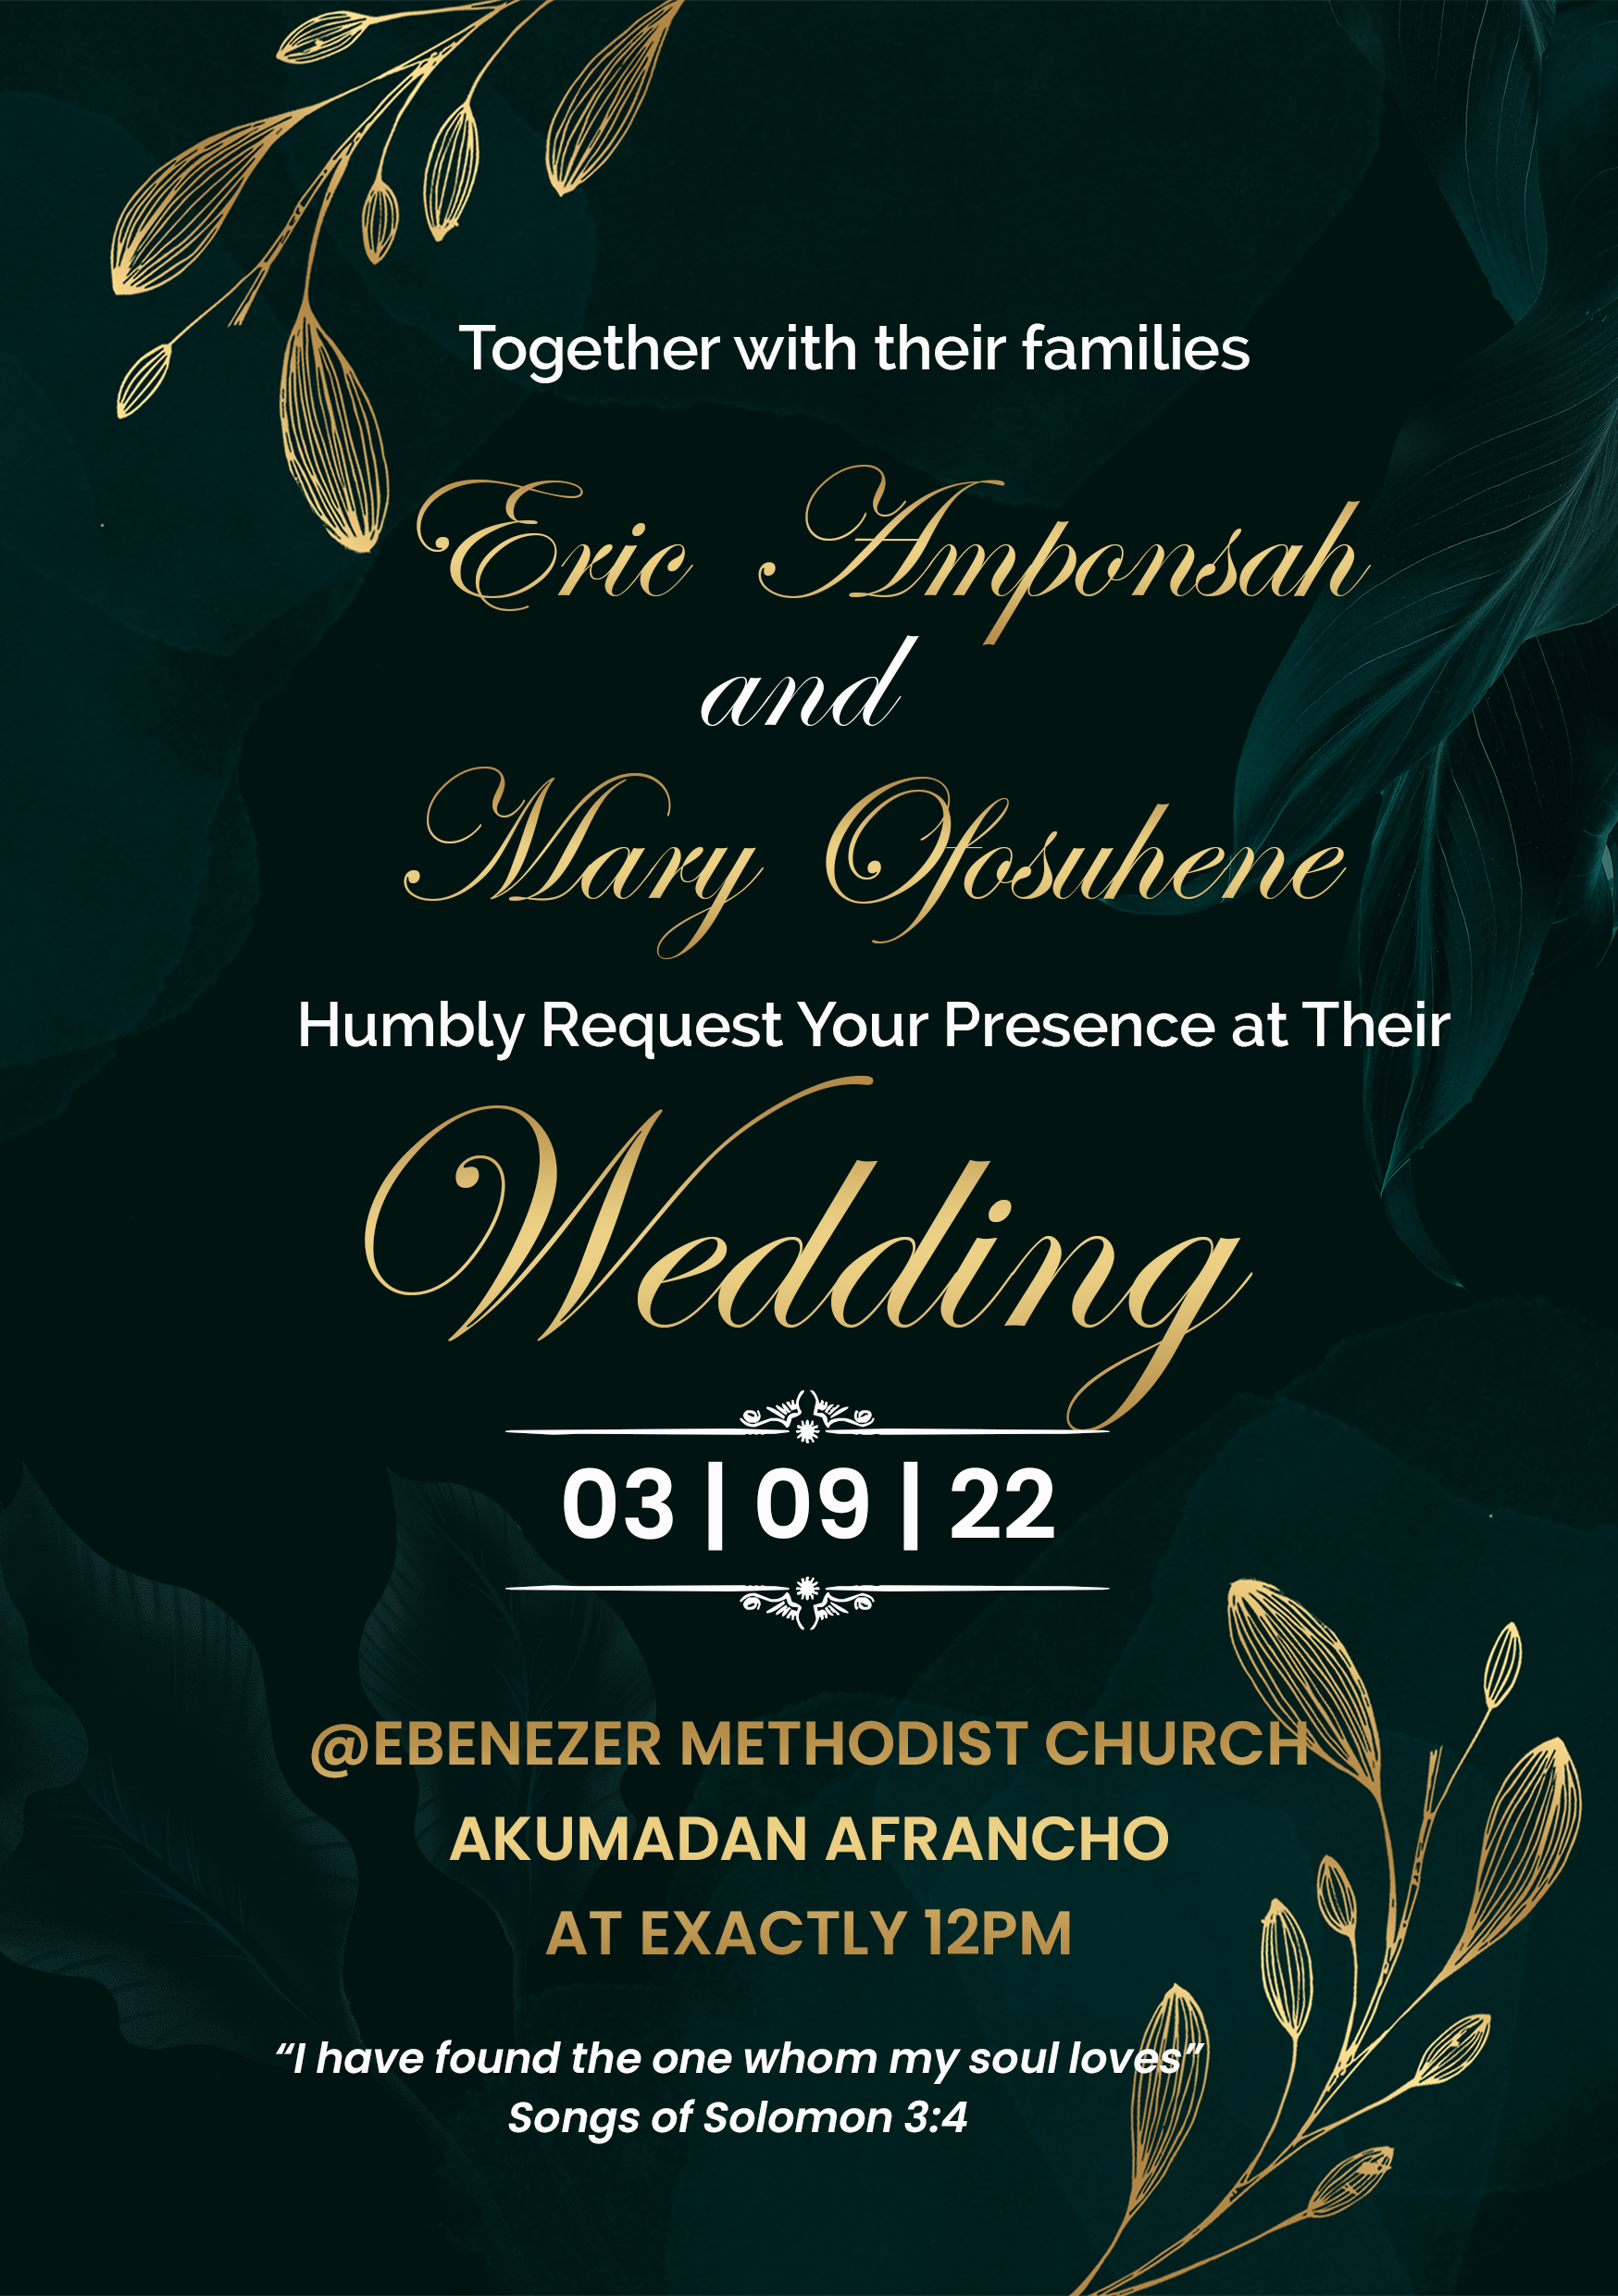 Together with their families
Eric Amponsah
and
Mary Ofosuhene
Humbly Request Your Presence at Their
Wedding
03 | 09 | 22
@EBENEZER METHODIST CHURCH
AKUMADAN AFRANCHO
AT EXACTLY 12PM
“I have found the one whom my soul loves”
Songs of Solomon 3:4